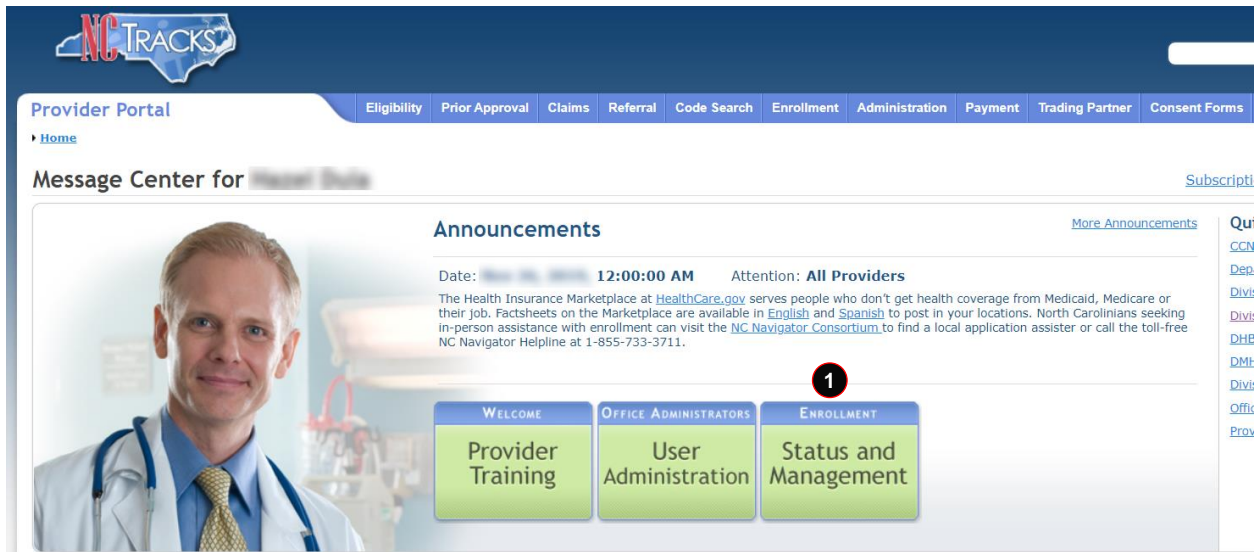 NCTRACKS
Provider Portal
Eligibility Prior Approval Claims Referral Code Search Enrollment Administration Payment Trading Partner Consent Forms
Home
Message Center for
Subscripti
Announcements
More Announcements
Date: 12:00:00 AM Attention: All Providers
The Health Insurance Marketplace at HealthCare.gov serves people who don't get health coverage from Medicaid, Medicare or
their job. Factsheets on the Marketplace are available in English and Spanish to post in your locations. North Carolinians seeking
in-person assistance with enrollment can visit the NC Navigator Consortium to find a local application assister or call the toll-free
NC Navigator Helpline at 1-855-733-3711.
1
WELCOME
Provider
Training
OFFICE ADMINISTRATORS
User
Administration
ENROLLMENT
Status and
Management
Qui
CCN
Dep
Divis
Divis
DHB
DMH
Divis
Offic
Prov